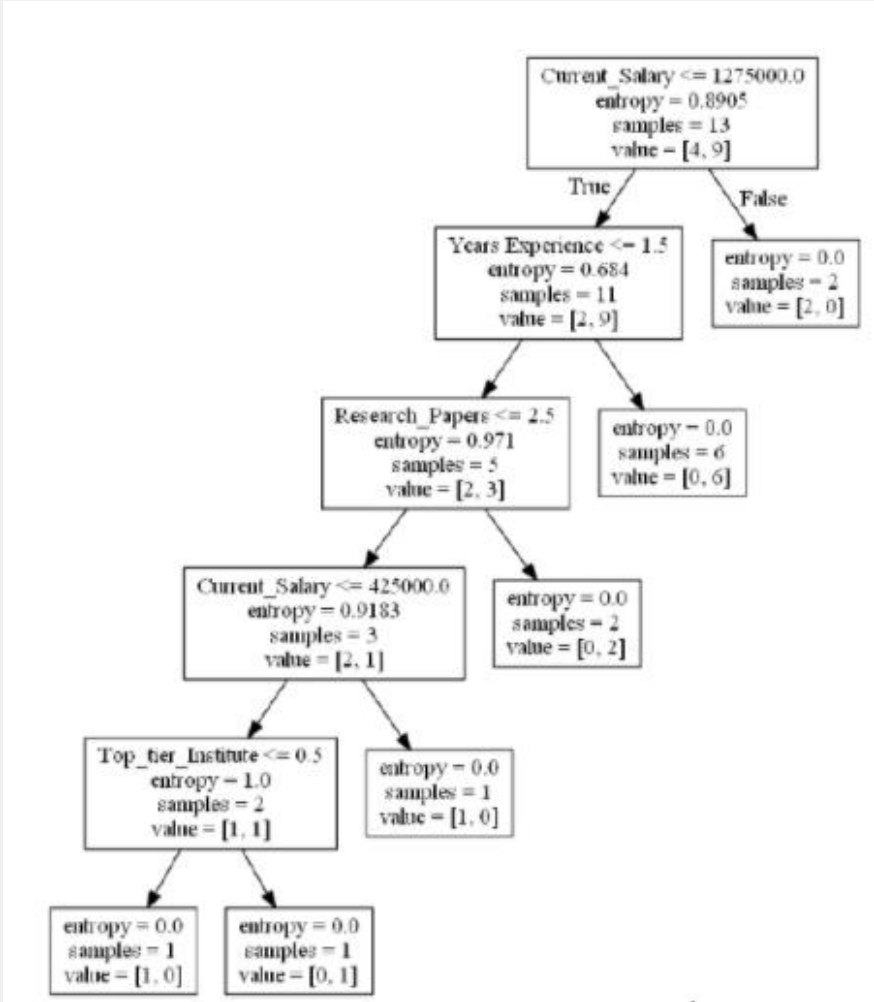 Current_Salary <= 1275000.0
entropy = 0.8905
samples = 13
value = [4, 9]
True
False
Years Experience <= 1.5
entropy = 0.684
samples = 11
value = [2, 9]
entropy = 0.0
samples = 2
value = [2, 0]
Research_Papers <= 2.5
entropy = 0.971
samples = 5
value = [2, 3]
entropy = 0.0
samples = 6
value = [0, 6]
Current_Salary <= 425000.0
entropy = 0.9183
samples = 3
value = [2, 1]
entropy = 0.0
samples = 2
value = [0, 2]
Top_tier_Institute <= 0.5
entropy = 1.0
samples = 2
value = [1, 1]
entropy = 0.0
samples = 1
value = [1, 0]
entropy = 0.0
samples = 1
value = [1, 0]
entropy = 0.0
samples = 1
value = [0, 1]